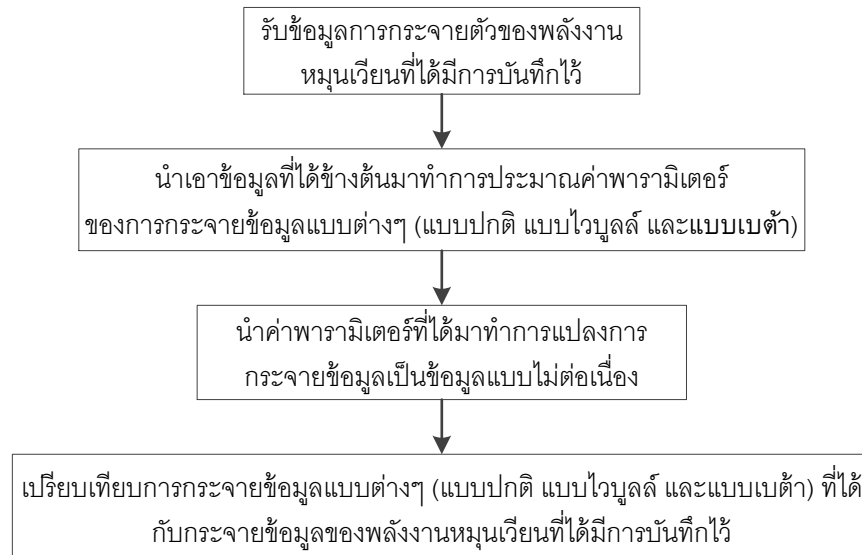 รับข้อมูลการกระจายตัวของพลังงาน
หมุนเวียนที่ได้มีการบันทึกไว้
นำเอาข้อมูลที่ได้ข้างต้นมาทำการประมาณค่าพารามิเตอร์
ของการกระจายข้อมูลแบบต่างๆ (แบบปกติ แบบไวบูลล์ และแบบเบต้า)
นำค่าพารามิเตอร์ที่ได้มาทำการแปลงการ
กระจายข้อมูลเป็นข้อมูลแบบไม่ต่อเนื่อง
เปรียบเทียบการกระจายข้อมูลแบบต่างๆ (แบบปกติ แบบไวบูลล์ และแบบเบต้า) ที่ได้
กับกระจายข้อมูลของพลังงานหมุนเวียนที่ได้มีการบันทึกไว้